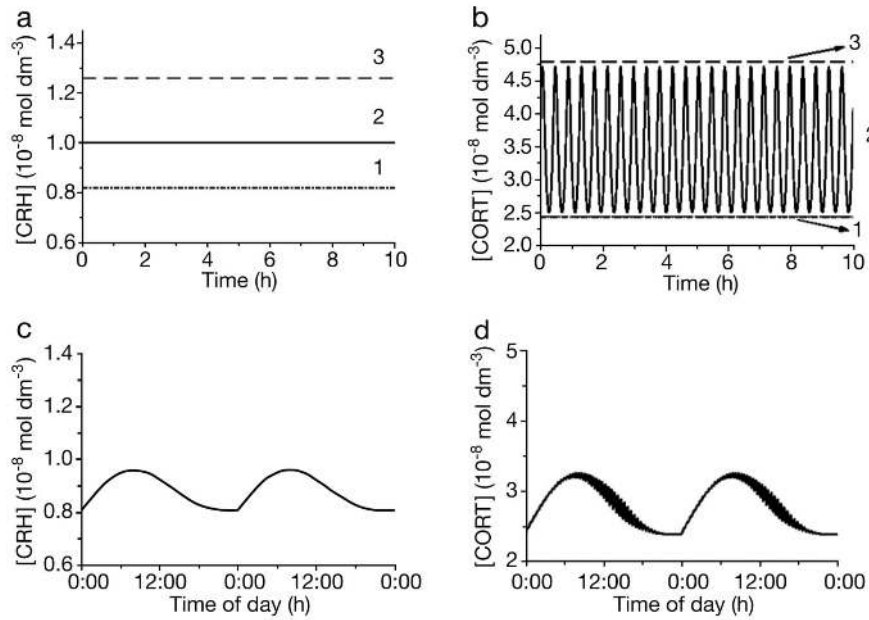 a
[CRH] (10⁻⁸ mol dm⁻³)
1.4
1.2
1.0
0.8
0.6
3
2
1
0 2 4 6 8 10
Time (h)
b
[CORT] (10⁻⁸ mol dm⁻³)
5.0
4.5
4.0
3.5
3.0
2.5
2.0
3
1
0 2 4 6 8 10
Time (h)
c
[CRH] (10⁻⁸ mol dm⁻³)
1.4
1.2
1.0
0.8
0.6
0:00 12:00 0:00 12:00 0:00
Time of day (h)
d
[CORT] (10⁻⁸ mol dm⁻³)
5
4
3
2
0:00 12:00 0:00 12:00 0:00
Time of day (h)